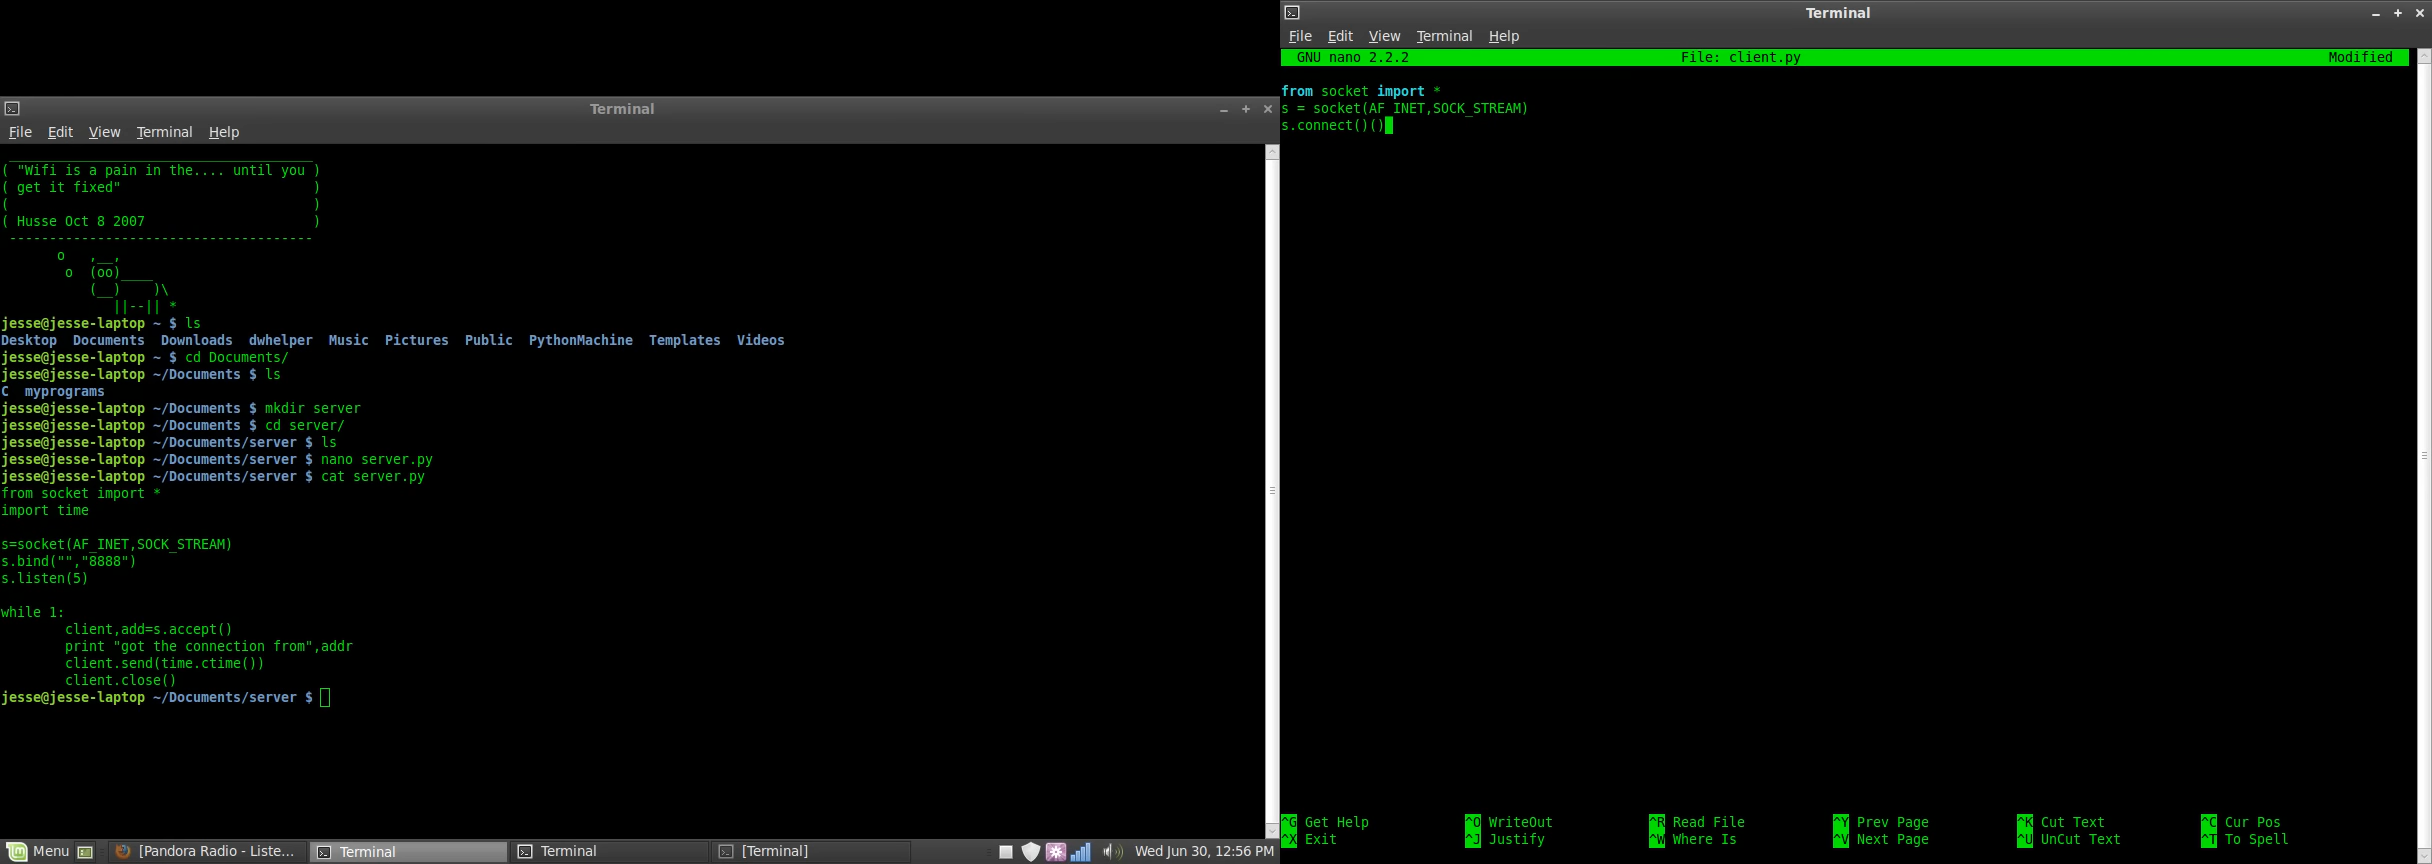 Terminal
File Edit View Terminal Help
( "Wifi is a pain in the.... until you )
( get it fixed" )
( )
( Husse Oct 8 2007 )
------------------------------------
o ,__,
o (oo)____
(__) )\
||--|| *
jesse@jesse-laptop ~ $ ls
Desktop Documents Downloads dwhelper Music Pictures Public PythonMachine Templates Videos
jesse@jesse-laptop ~ $ cd Documents/
jesse@jesse-laptop ~/Documents $ ls
C myprograms
jesse@jesse-laptop ~/Documents $ mkdir server
jesse@jesse-laptop ~/Documents $ cd server/
jesse@jesse-laptop ~/Documents/server $ ls
jesse@jesse-laptop ~/Documents/server $ nano server.py
jesse@jesse-laptop ~/Documents/server $ cat server.py
from socket import *
import time
s=socket(AF_INET,SOCK_STREAM)
s.bind("","8888")
s.listen(5)
while 1:
client,add=s.accept()
print "got the connection from",addr
client.send(time.ctime())
client.close()
jesse@jesse-laptop ~/Documents/server $
Terminal
File Edit View Terminal Help
GNU nano 2.2.2 File: client.py Modified
from socket import *
s = socket(AF_INET,SOCK_STREAM)
s.connect()()
^G Get Help ^O WriteOut ^R Read File ^Y Prev Page ^K Cut Text ^C Cur Pos
^X Exit ^J Justify ^W Where Is ^V Next Page ^U UnCut Text ^T To Spell
Menu [Pandora Radio - Liste... Terminal Terminal [Terminal] Wed Jun 30, 12:56 PM